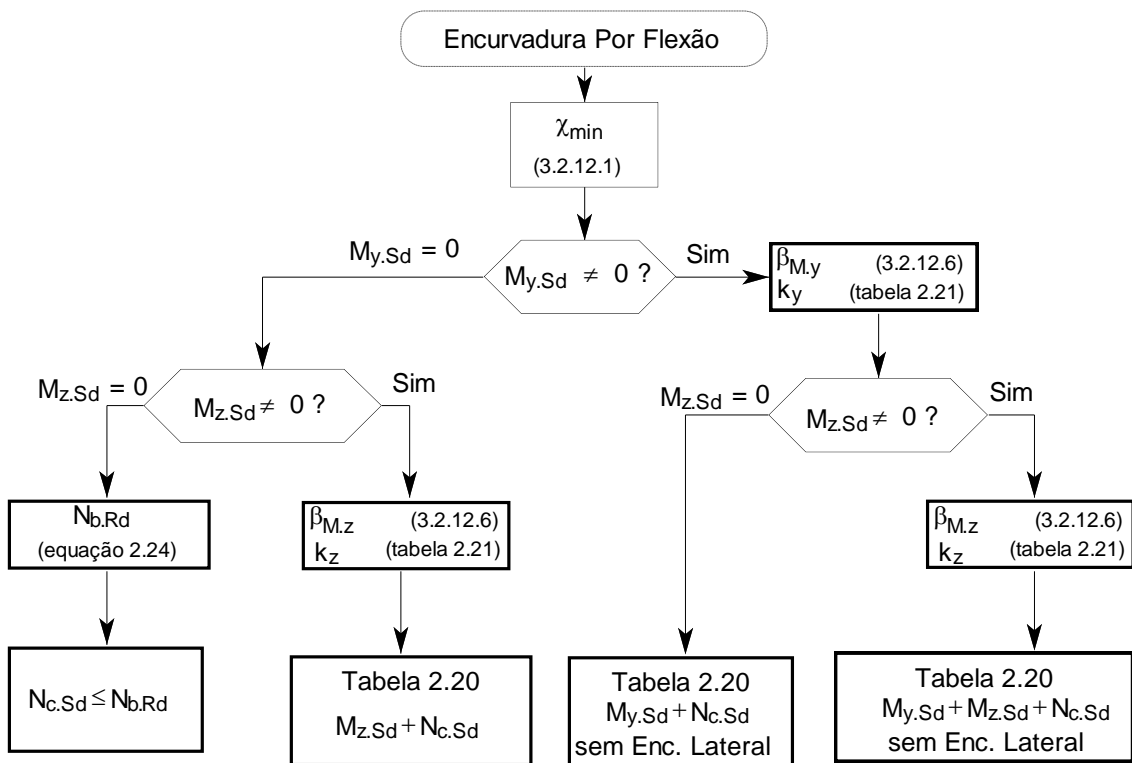 Encurvadura Por Flexão
χmin
(3.2.12.1)
My.Sd = 0
My.Sd ≠ 0 ?
Sim
βM.y (3.2.12.6)
ky (tabela 2.21)
Mz.Sd = 0
Mz.Sd ≠ 0 ?
Sim
Mz.Sd = 0
Mz.Sd ≠ 0 ?
Sim
Nb.Rd
(equação 2.24)
βM.z (3.2.12.6)
kz (tabela 2.21)
βM.z (3.2.12.6)
kz (tabela 2.21)
Nc.Sd ≤ Nb.Rd
Tabela 2.20
Mz.Sd + Nc.Sd
Tabela 2.20
My.Sd + Nc.Sd
sem Enc. Lateral
Tabela 2.20
My.Sd + Mz.Sd + Nc.Sd
sem Enc. Lateral